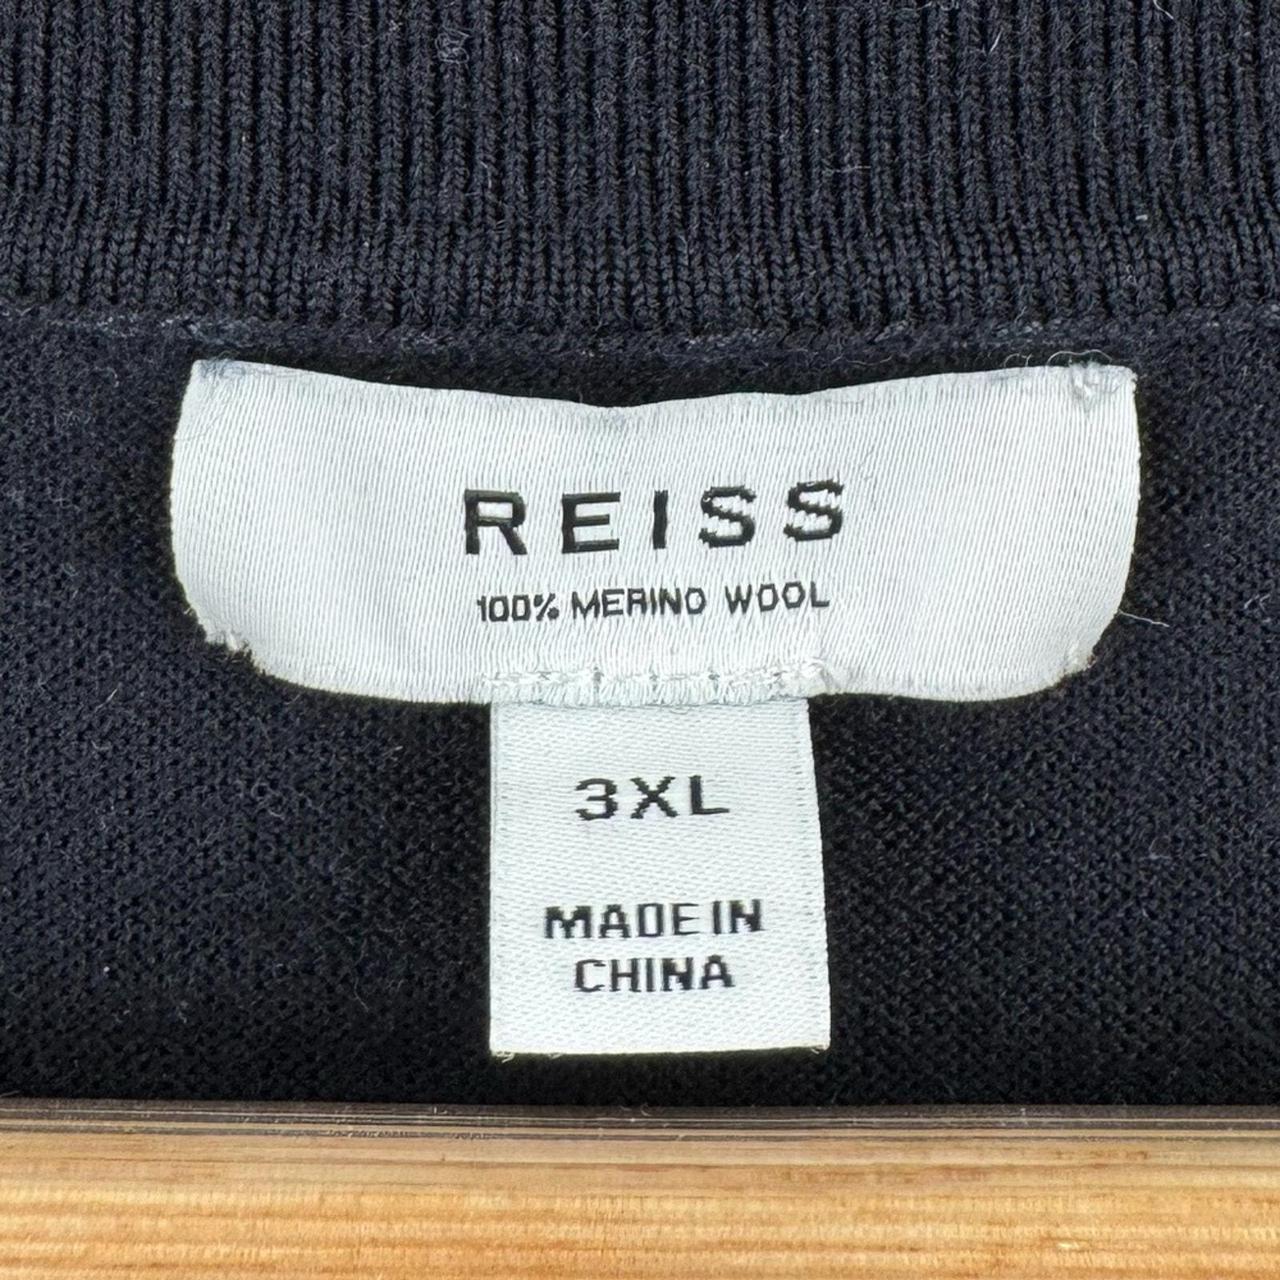 REISS
100% MERINO WOOL
3XL
MADE IN
CHINA